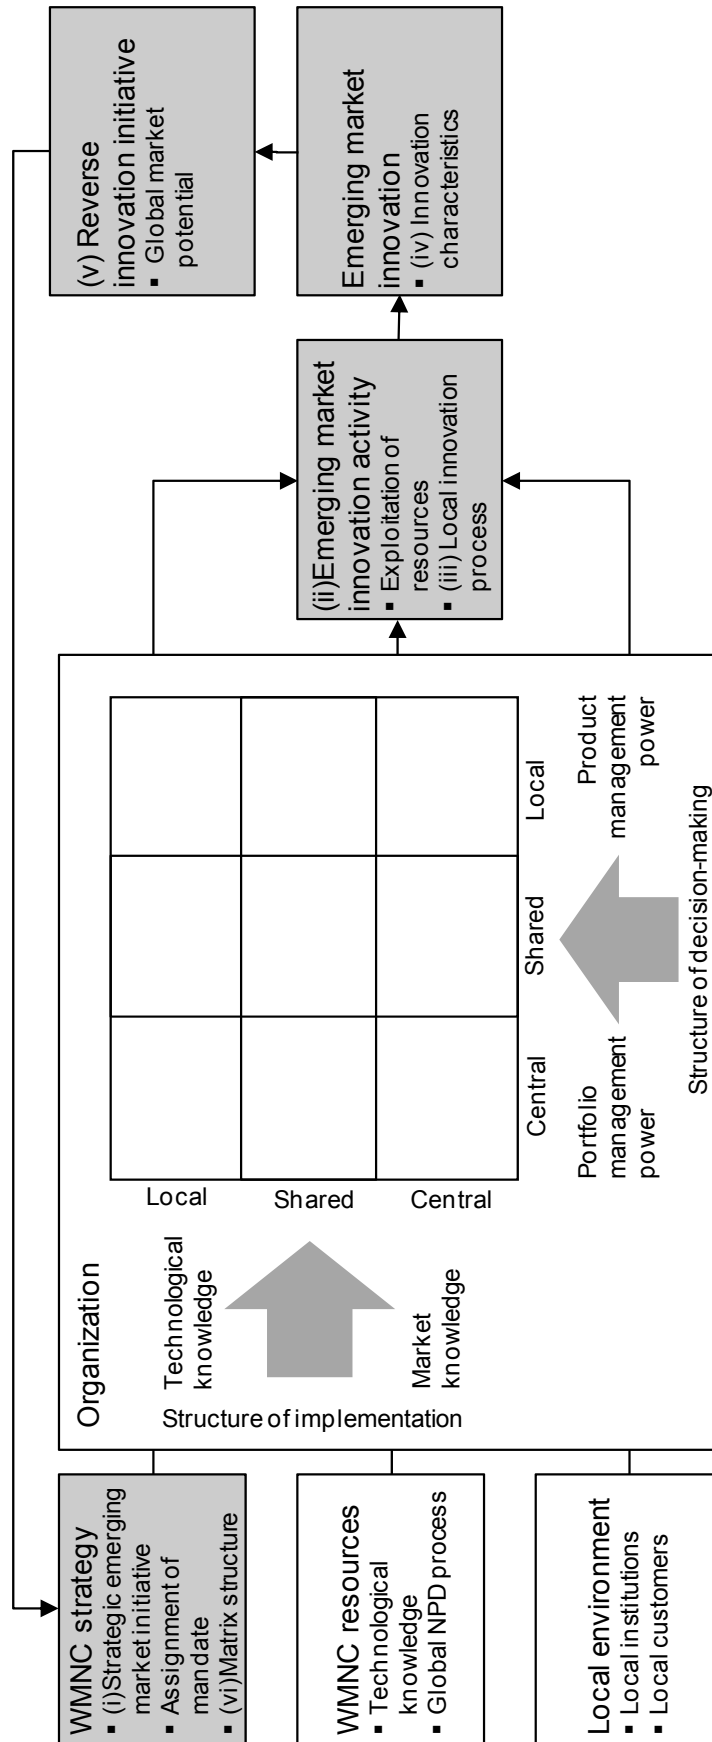 WMNC strategy
▪ (i)Strategic emerging
market initiative
▪ Assignment of
mandate
▪ (vi)Matrix structure
WMNC resources
▪ Technological
knowledge
▪ Global NPD process
Local environment
▪ Local institutions
▪ Local customers
Organization
Technological
knowledge
Market
knowledge
Structure of implementation
Local
Shared
Central
Central
Shared
Local
Portfolio
management
power
Product
management
power
Structure of decision-making
(ii)Emerging market
innovation activity
▪ Exploitation of
resources
▪ (iii) Local innovation
process
Emerging market
innovation
▪ (iv) Innovation
characteristics
(v) Reverse
innovation initiative
▪ Global market
potential